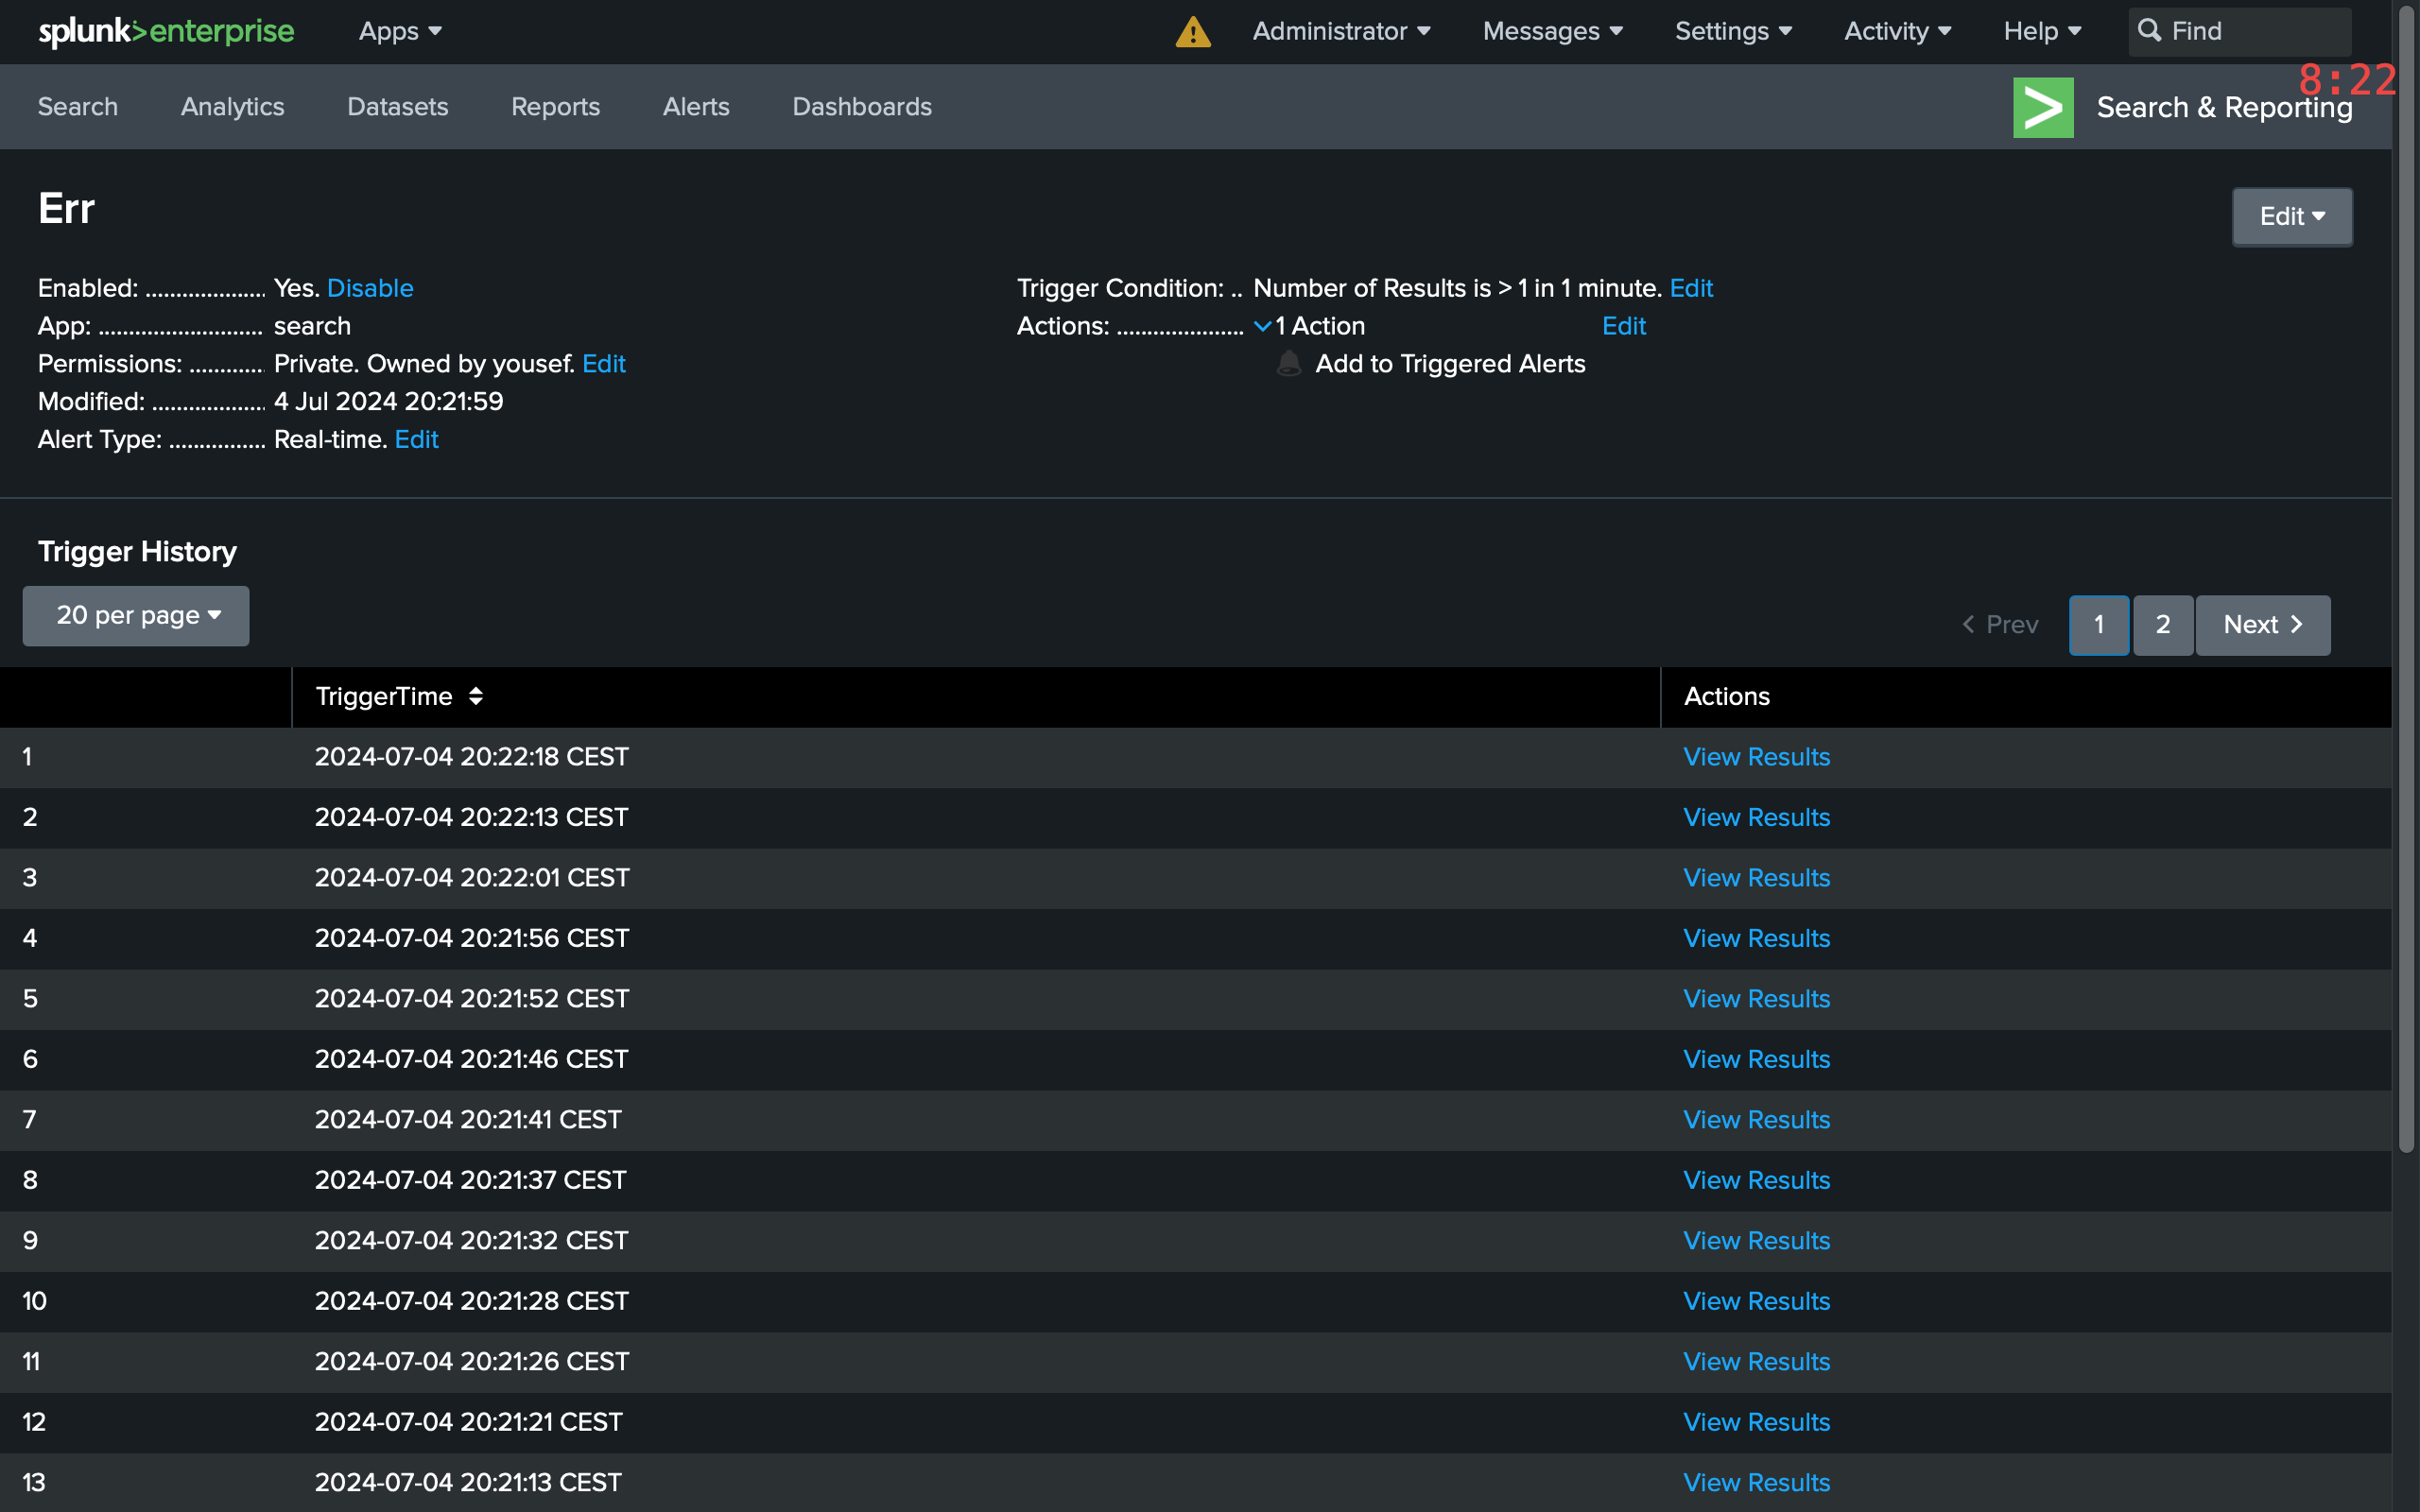 splunk>enterprise Apps Administrator Messages Settings Activity Help Find
8:22
Search Analytics Datasets Reports Alerts Dashboards Search & Reporting
Err
Edit
Enabled: .................... Yes. Disable
App: ........................... search
Permissions: ............. Private. Owned by yousef. Edit
Modified: ................... 4 Jul 2024 20:21:59
Alert Type: ................ Real-time. Edit
Trigger Condition: .. Number of Results is > 1 in 1 minute. Edit
Actions: ..................... 1 Action Edit
Add to Triggered Alerts
Trigger History
20 per page
Prev 1 2 Next
TriggerTime Actions
1 2024-07-04 20:22:18 CEST View Results
2 2024-07-04 20:22:13 CEST View Results
3 2024-07-04 20:22:01 CEST View Results
4 2024-07-04 20:21:56 CEST View Results
5 2024-07-04 20:21:52 CEST View Results
6 2024-07-04 20:21:46 CEST View Results
7 2024-07-04 20:21:41 CEST View Results
8 2024-07-04 20:21:37 CEST View Results
9 2024-07-04 20:21:32 CEST View Results
10 2024-07-04 20:21:28 CEST View Results
11 2024-07-04 20:21:26 CEST View Results
12 2024-07-04 20:21:21 CEST View Results
13 2024-07-04 20:21:13 CEST View Results